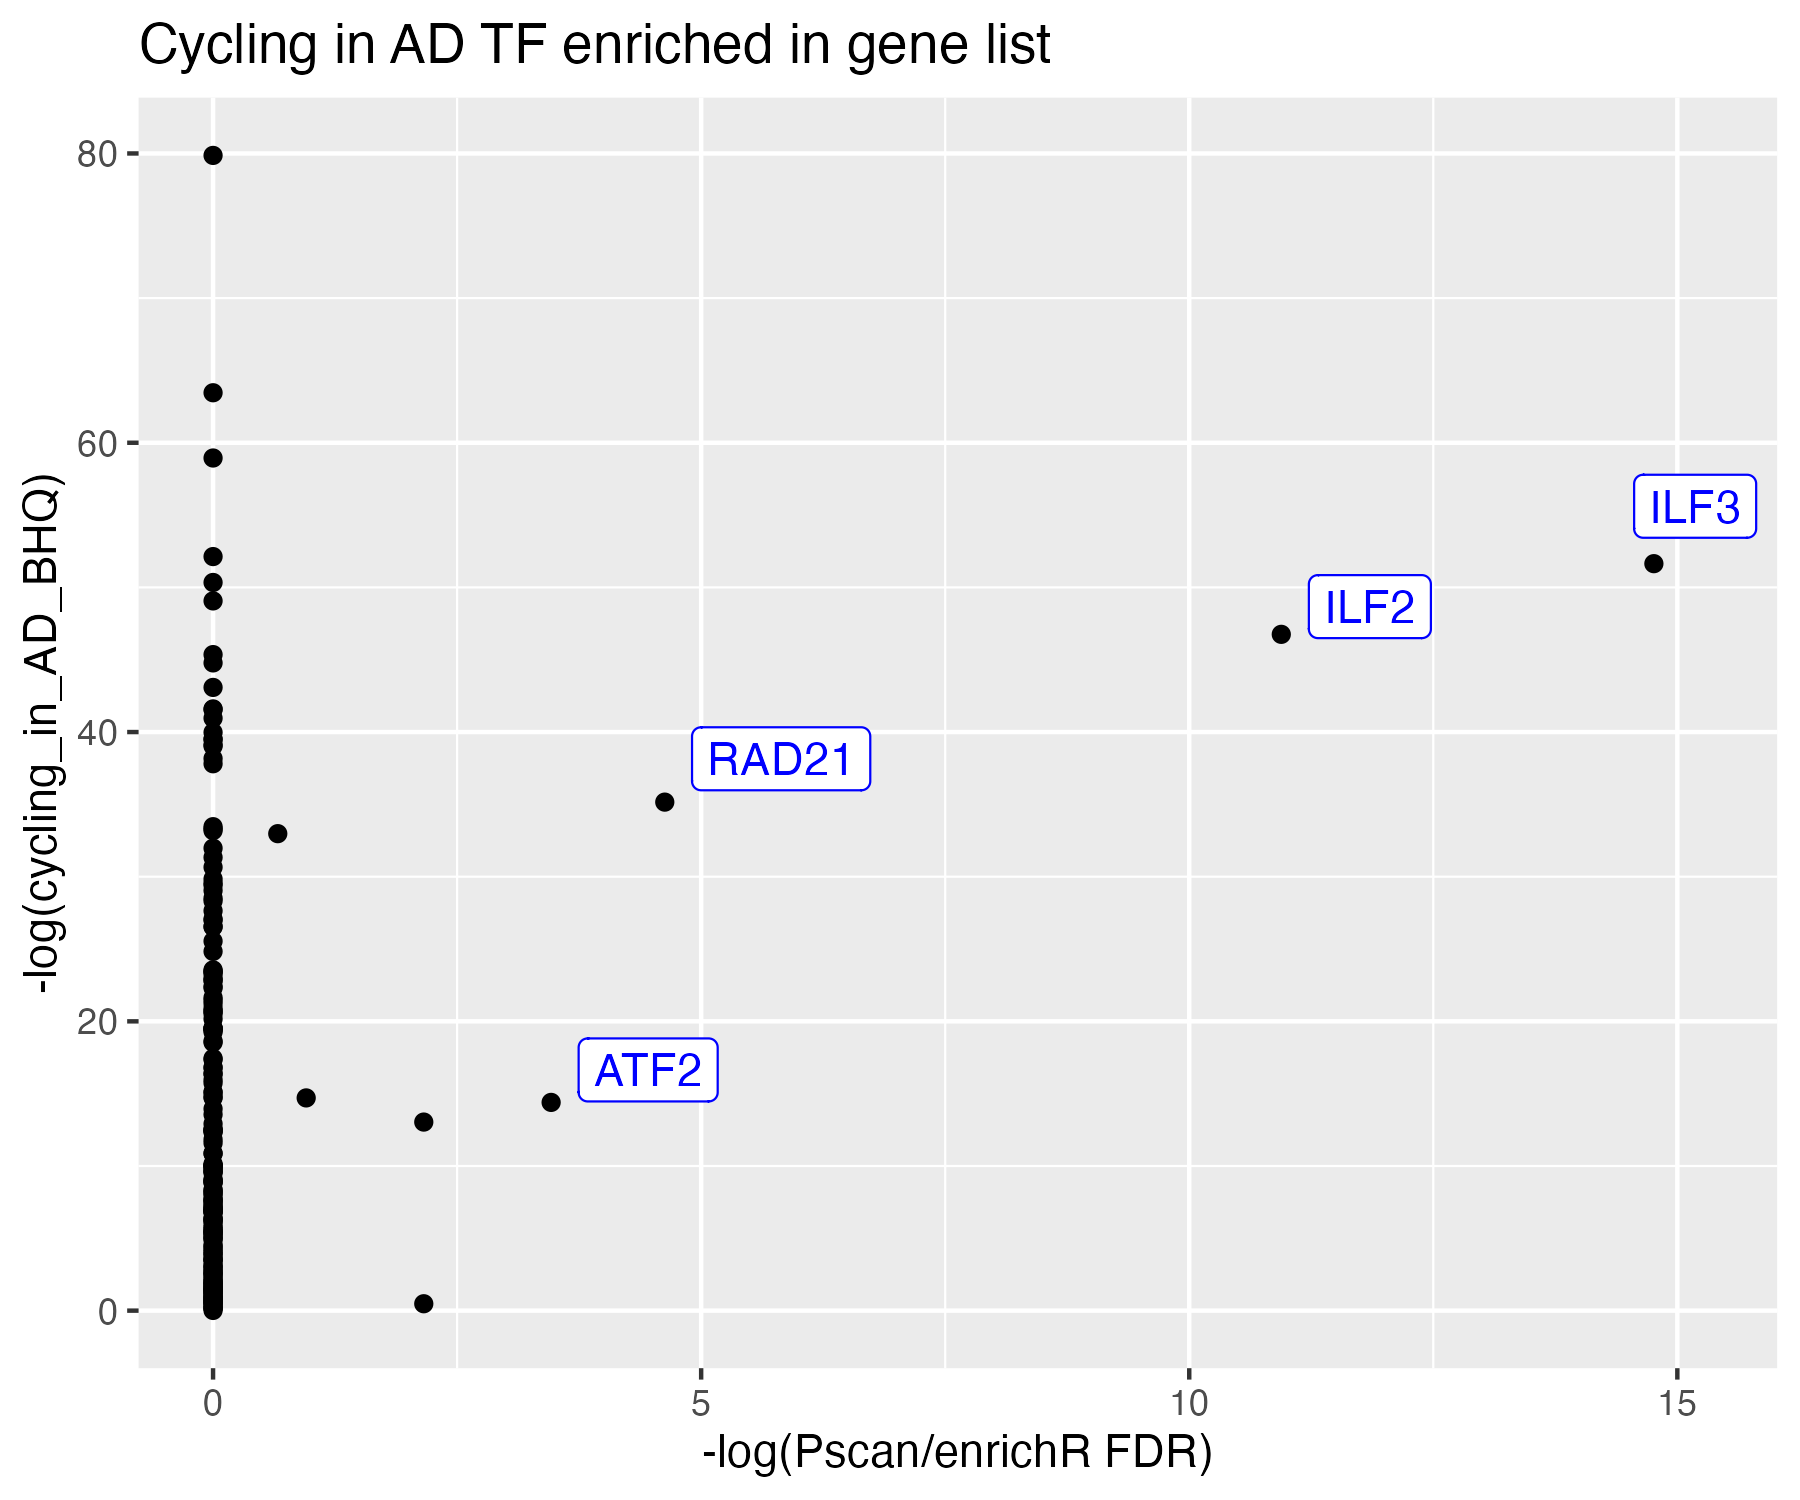 Cycling in AD TF enriched in gene list
-log(cycling_in_AD_BHQ)
80
60
40
20
0
ILF3
ILF2
RAD21
ATF2
0
5
10
15
-log(Pscan/enrichR FDR)